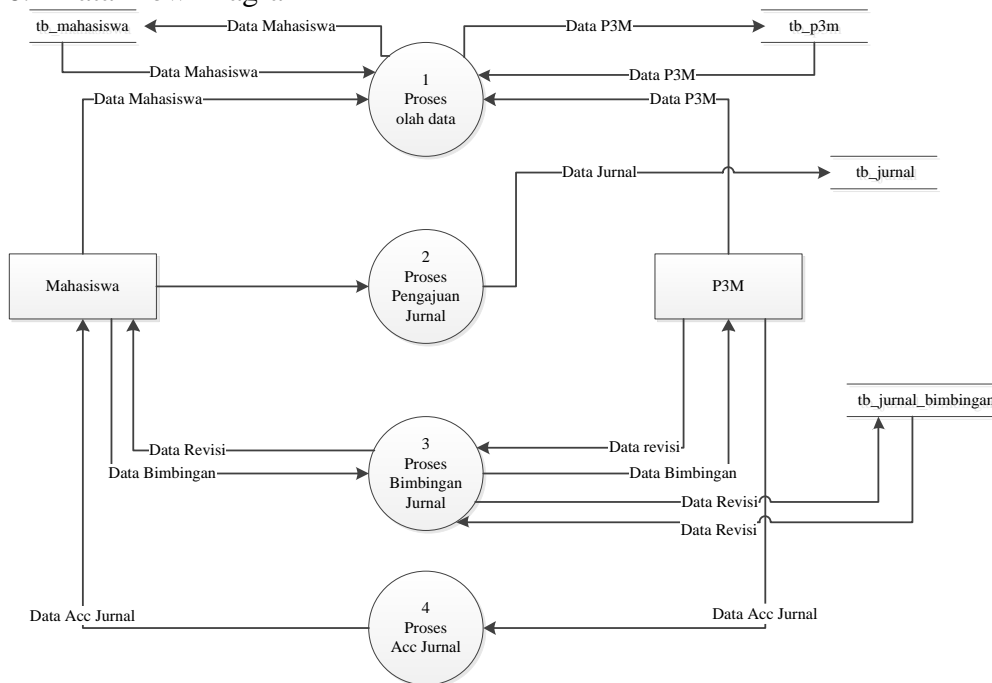 tb_mahasiswa
Data Mahasiswa
Data P3M
tb_p3m
Data Mahasiswa
1
Proses
olah data
Data P3M
Data Mahasiswa
Data P3M
Data Jurnal
tb_jurnal
Mahasiswa
2
Proses
Pengajuan
Jurnal
P3M
tb_jurnal_bimbingan
Data Revisi
3
Proses
Bimbingan
Jurnal
Data revisi
Data Bimbingan
Data Bimbingan
Data Revisi
Data Revisi
Data Acc Jurnal
4
Proses
Acc Jurnal
Data Acc Jurnal